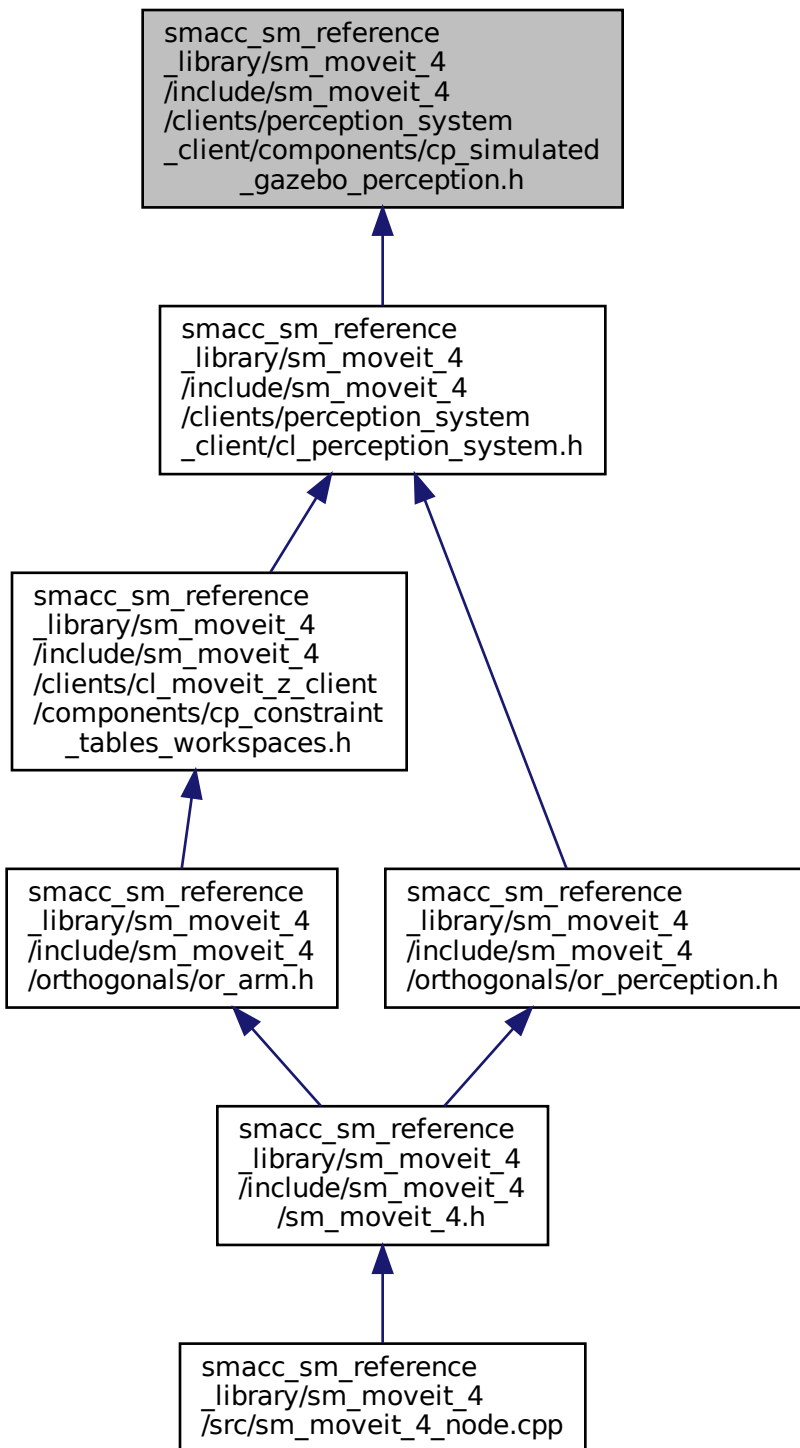 smacc_sm_reference
_library/sm_moveit_4
/include/sm_moveit_4
/clients/perception_system
_client/components/cp_simulated
_gazebo_perception.h
smacc_sm_reference
_library/sm_moveit_4
/include/sm_moveit_4
/clients/perception_system
_client/cl_perception_system.h
smacc_sm_reference
_library/sm_moveit_4
/include/sm_moveit_4
/clients/cl_moveit_z_client
/components/cp_constraint
_tables_workspaces.h
smacc_sm_reference
_library/sm_moveit_4
/include/sm_moveit_4
/orthogonals/or_arm.h
smacc_sm_reference
_library/sm_moveit_4
/include/sm_moveit_4
/orthogonals/or_perception.h
smacc_sm_reference
_library/sm_moveit_4
/include/sm_moveit_4
/sm_moveit_4.h
smacc_sm_reference
_library/sm_moveit_4
/src/sm_moveit_4_node.cpp